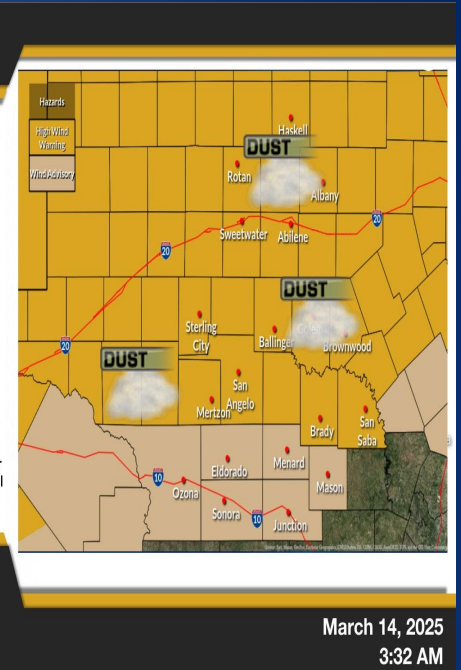 Hazards
High Wind
Warning
Wind Advisory
Haskell
DUST
Rotan
Albany
20
Sweetwater
Abilene
20
DUST
Sterling
City
Ballinger
Brownwood
20
DUST
San
Angelo
Mertzon
Brady
San
Saba
Eldorado
Menard
Mason
10
Ozona
Sonora
10
Junction
March 14, 2025
3:32 AM